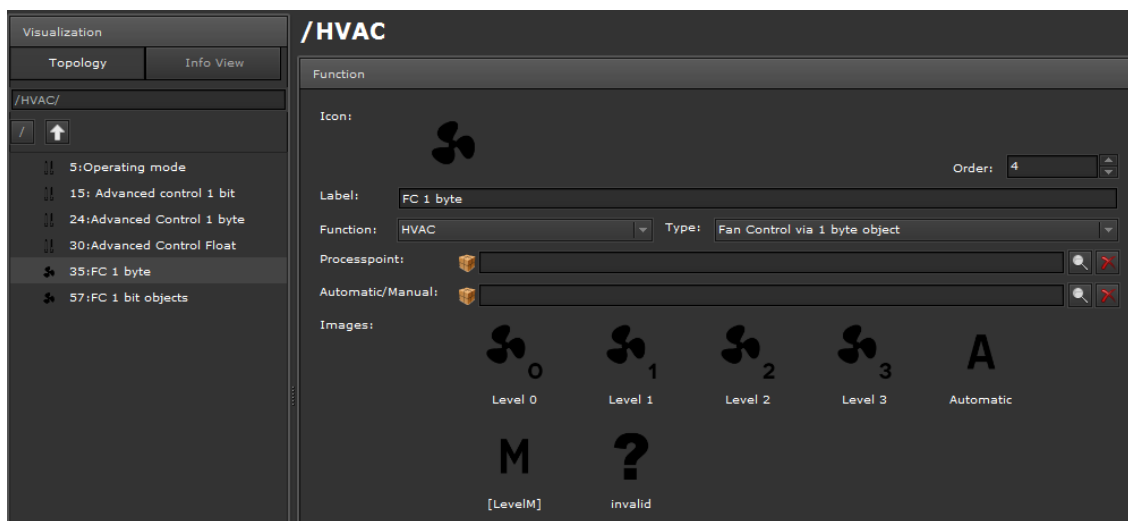 Visualization
Topology
Info View
/HVAC/
/
5:Operating mode
15: Advanced control 1 bit
24:Advanced Control 1 byte
30:Advanced Control Float
35:FC 1 byte
57:FC 1 bit objects
/HVAC
Function
Icon:
Order: 4
Label: FC 1 byte
Function: HVAC Type: Fan Control via 1 byte object
Processpoint:
Automatic/Manual:
Images:
0 1 2 3 A
Level 0 Level 1 Level 2 Level 3 Automatic
M ?
[LevelM] invalid